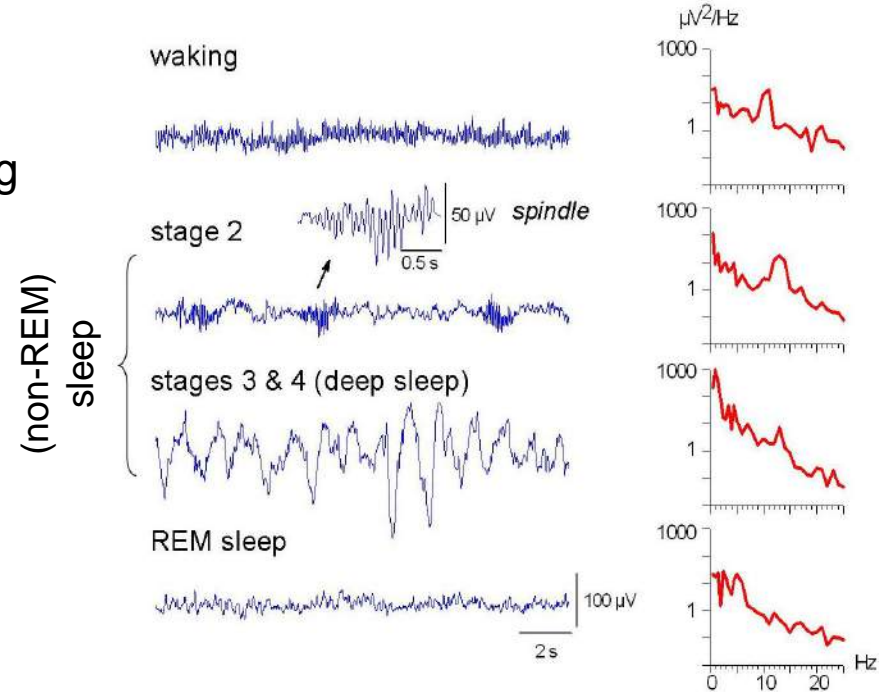 µV2/Hz
waking
1000
1
g
stage 2
50 µV
spindle
0.5 s
1000
1
(non-REM)
sleep
stages 3 & 4 (deep sleep)
1000
1
REM sleep
1000
100 µV
1
2 s
Hz
0
10
20